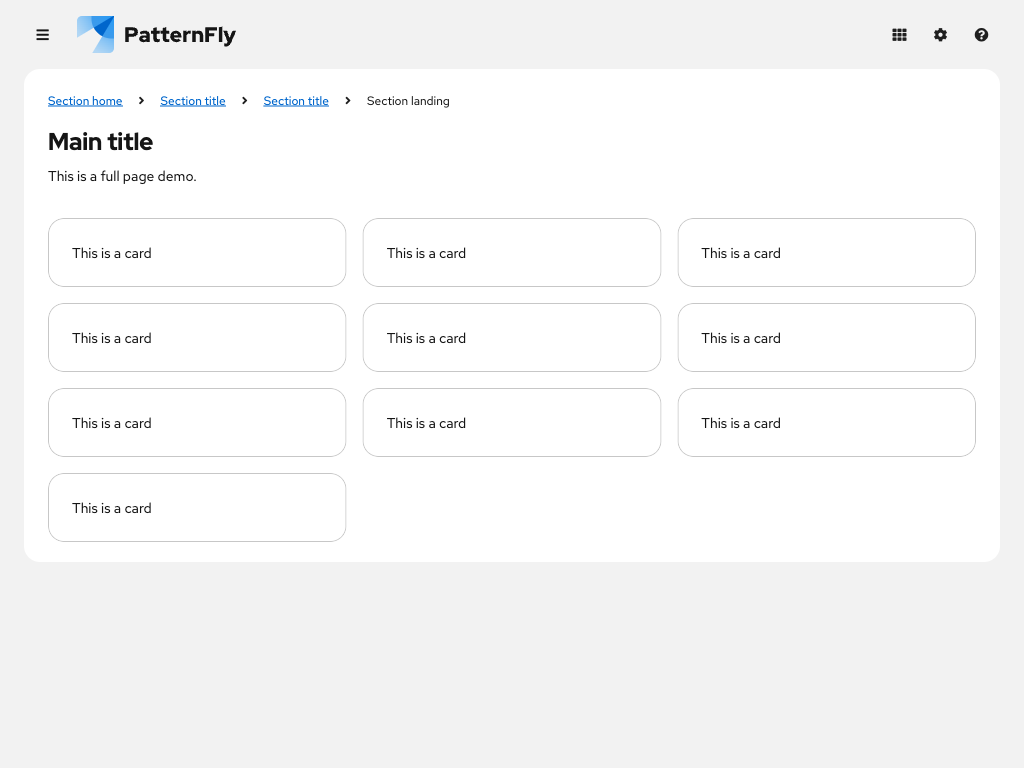 PatternFly
Section home Section title Section title Section landing
Main title
This is a full page demo.
This is a card This is a card This is a card
This is a card This is a card This is a card
This is a card This is a card This is a card
This is a card